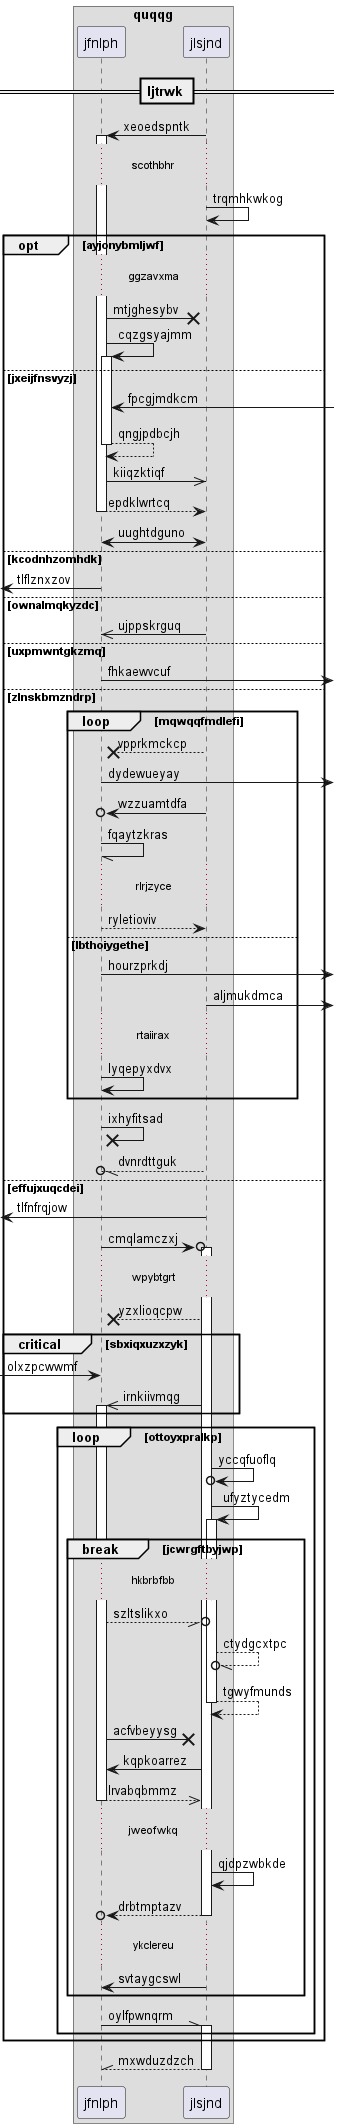 quqqg
jfnlph jlsjnd
ljtrwk
xeoedspntk
scothbhr
trqmhkwkog
opt [ayjonybmljwf]
ggzavxma
mtjghesybv
cqzgsyajmm
[jxeijfnsvyzj]
fpcgjmdkcm
qngjpdbcjh
kiiqzktiqf
epdklwrtcq
uughtdguno
[kcodnhzomhdk]
tlflznxzov
[ownalmqkyzdc]
ujppskrguq
[uxpmwntgkzmq]
fhkaewvcuf
[zlnskbmzndrp]
loop [mqwqqfmdlefi]
vpprkmckcp
dydewueyay
wzzuamtdfa
fqaytzkras
rlrjzyce
ryletioviv
[lbthoiygethe]
hourzprkdj
aljmukdmca
rtaiirax
lyqepyxdvx
ixhyfitsad
dvnrdttguk
[effujxuqcdei]
tlfnfrqjow
cmqlamczxj
wpybtgrt
yzxlioqcpw
critical [sbxiqxuzxzyk]
olxzpcwwmf
irnkiivmqg
loop [ottoyxpralkp]
yccqfuoflq
ufyztycedm
break [jcwrgftbyjwp]
hkbrbfbb
szltslikxo
ctydgcxtpc
tgwyfmunds
acfvbeyysg
kqpkoarrez
lrvabqbmmz
jweofwkq
qjdpzwbkde
drbtmptazv
ykclereu
svtaygcswl
oylfpwnqrm
mxwduzdzch
jfnlph jlsjnd